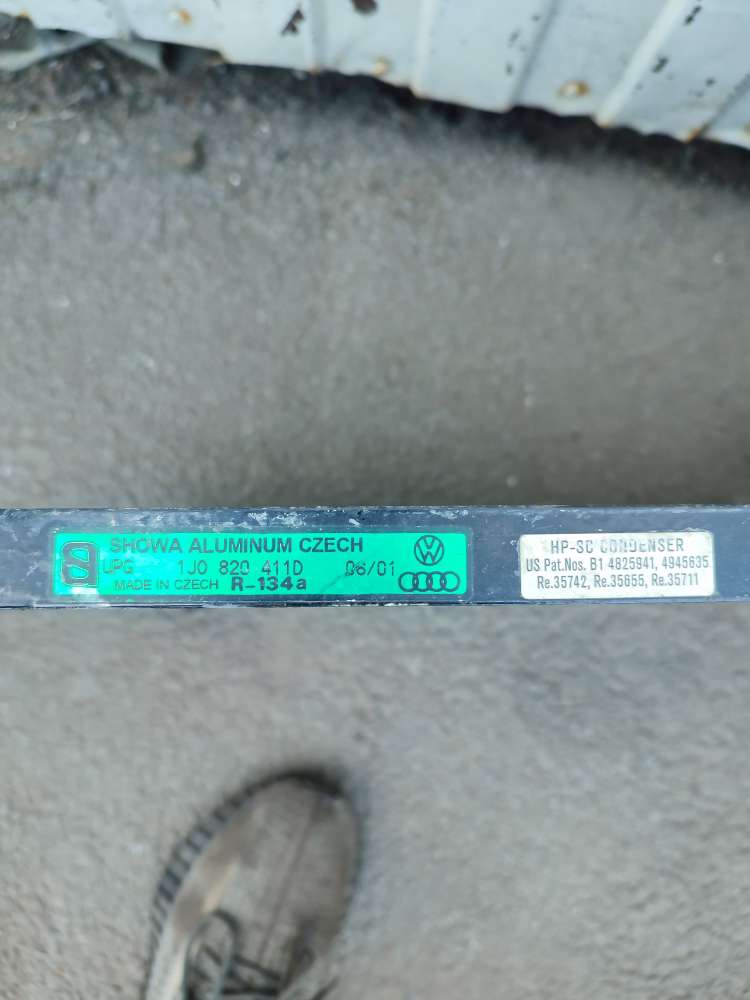 SHOWA ALUMINUM CZECH
UPG 1J0 820 411D 06/01
MADE IN CZECH R-134a
HP-SC CONDENSER
US Pat.Nos. B1 4825941, 4945635
Re.35742, Re.35655, Re.35711